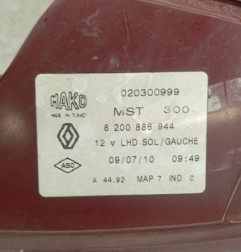 020300999
MAKO
MADE IN TURKEY
MST 300
8 200 886 944
12 v LHD SOL/GAUCHE
09/07/10 09:49
A 44.92 MAP 7 IND C